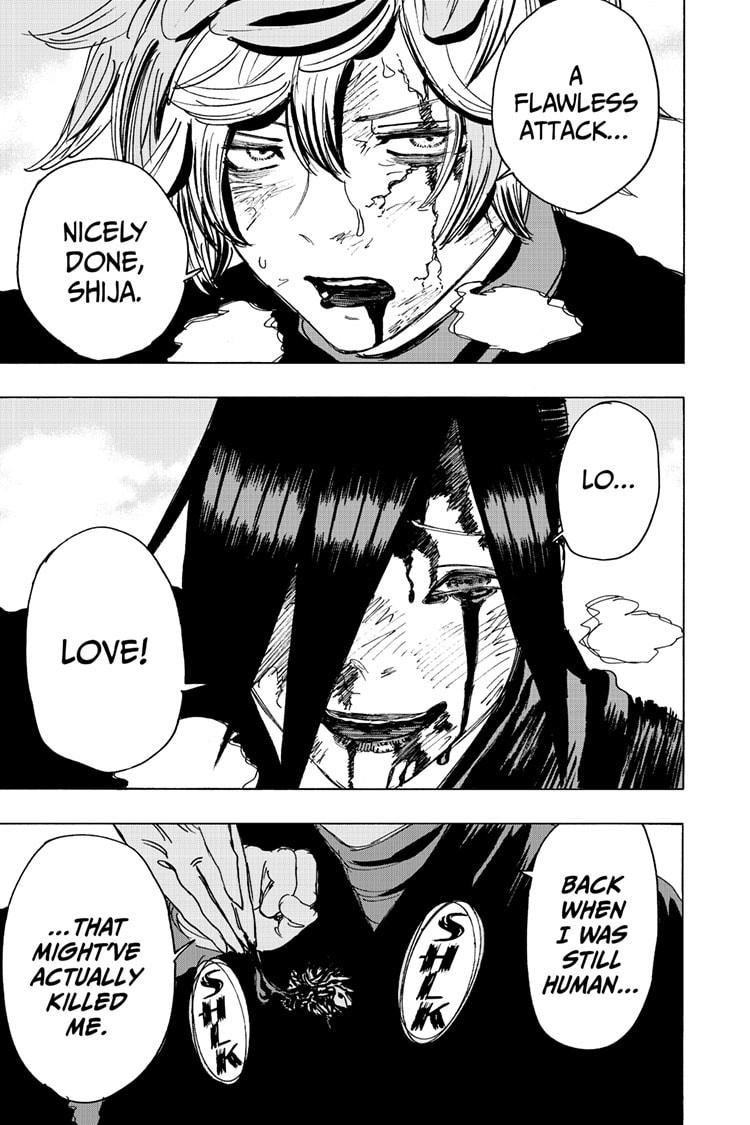 A
FLAWLESS
ATTACK...
NICELY
DONE,
SHIJA.
LO...
LOVE!
BACK
WHEN
I WAS
STILL
HUMAN...
SHLK
SHLK
...THAT
MIGHT'VE
ACTUALLY
KILLED
ME.